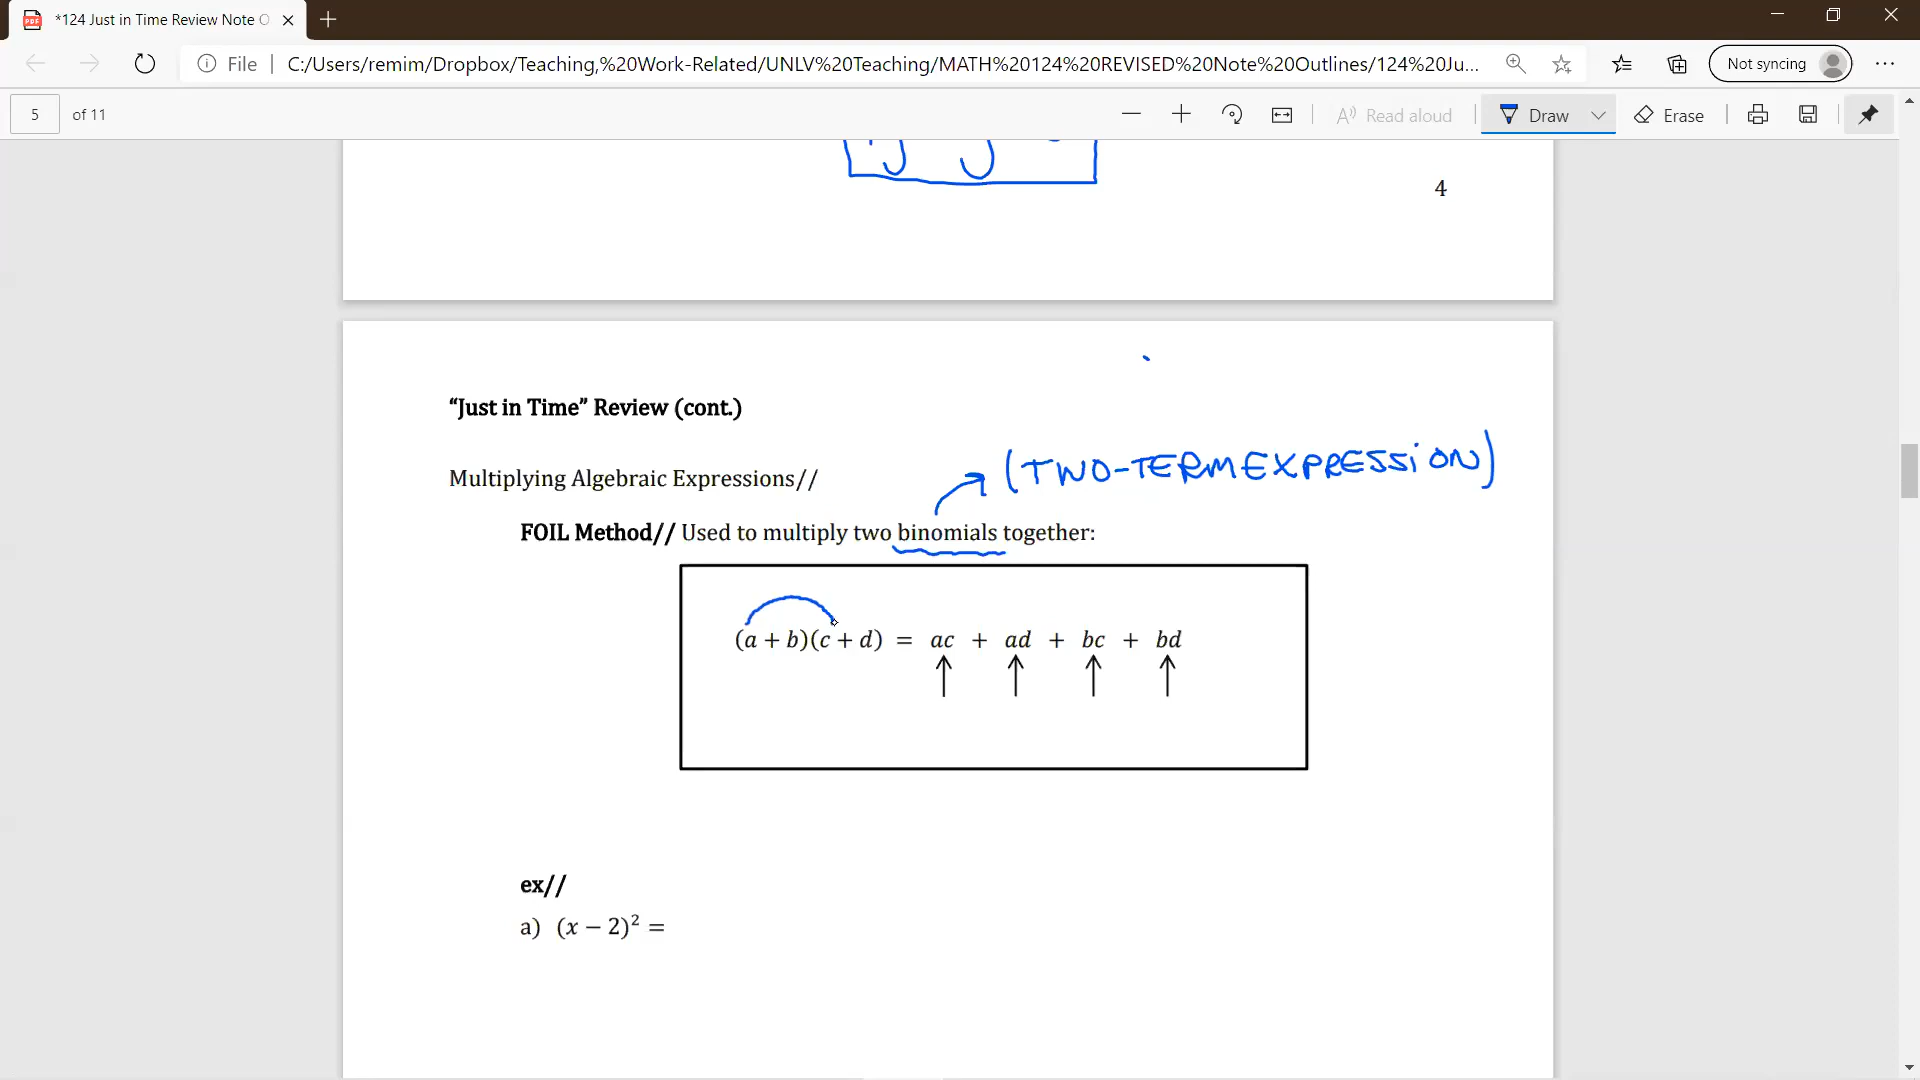 *124 Just in Time Review Note O
File
C:/Users/remim/Dropbox/Teaching,%20Work-Related/UNLV%20Teaching/MATH%20124%20REVISED%20Note%20Outlines/124%20Ju...
Not syncing
5 of 11
Read aloud
Draw
Erase
4
“Just in Time” Review (cont.)
(TWO-TERM EXPRESSION)
Multiplying Algebraic Expressions//
FOIL Method// Used to multiply two binomials together:
(a + b)(c + d) = ac + ad + bc + bd
ex//
a) (x − 2)² =